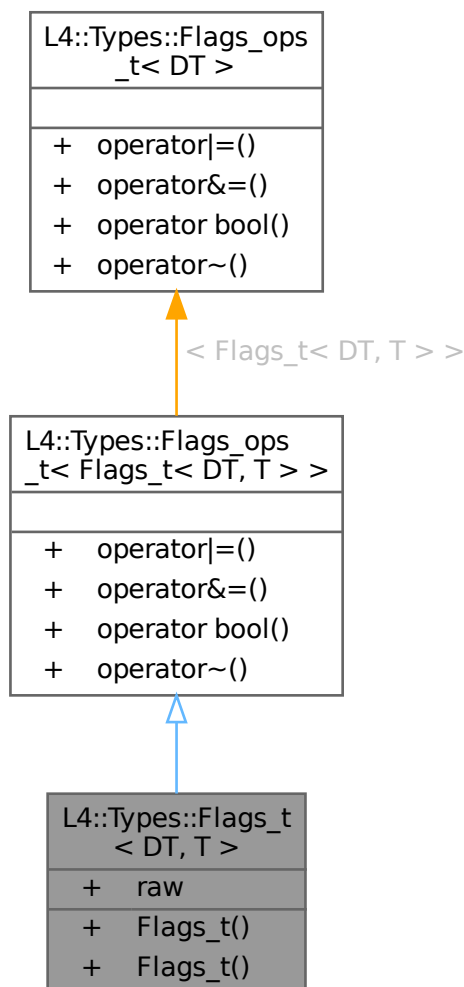 L4::Types::Flags_ops
_t< DT >
+ operator|=()
+ operator&=()
+ operator bool()
+ operator~()
< Flags_t< DT, T > >
L4::Types::Flags_ops
_t< Flags_t< DT, T > >
+ operator|=()
+ operator&=()
+ operator bool()
+ operator~()
L4::Types::Flags_t
< DT, T >
+ raw
+ Flags_t()
+ Flags_t()